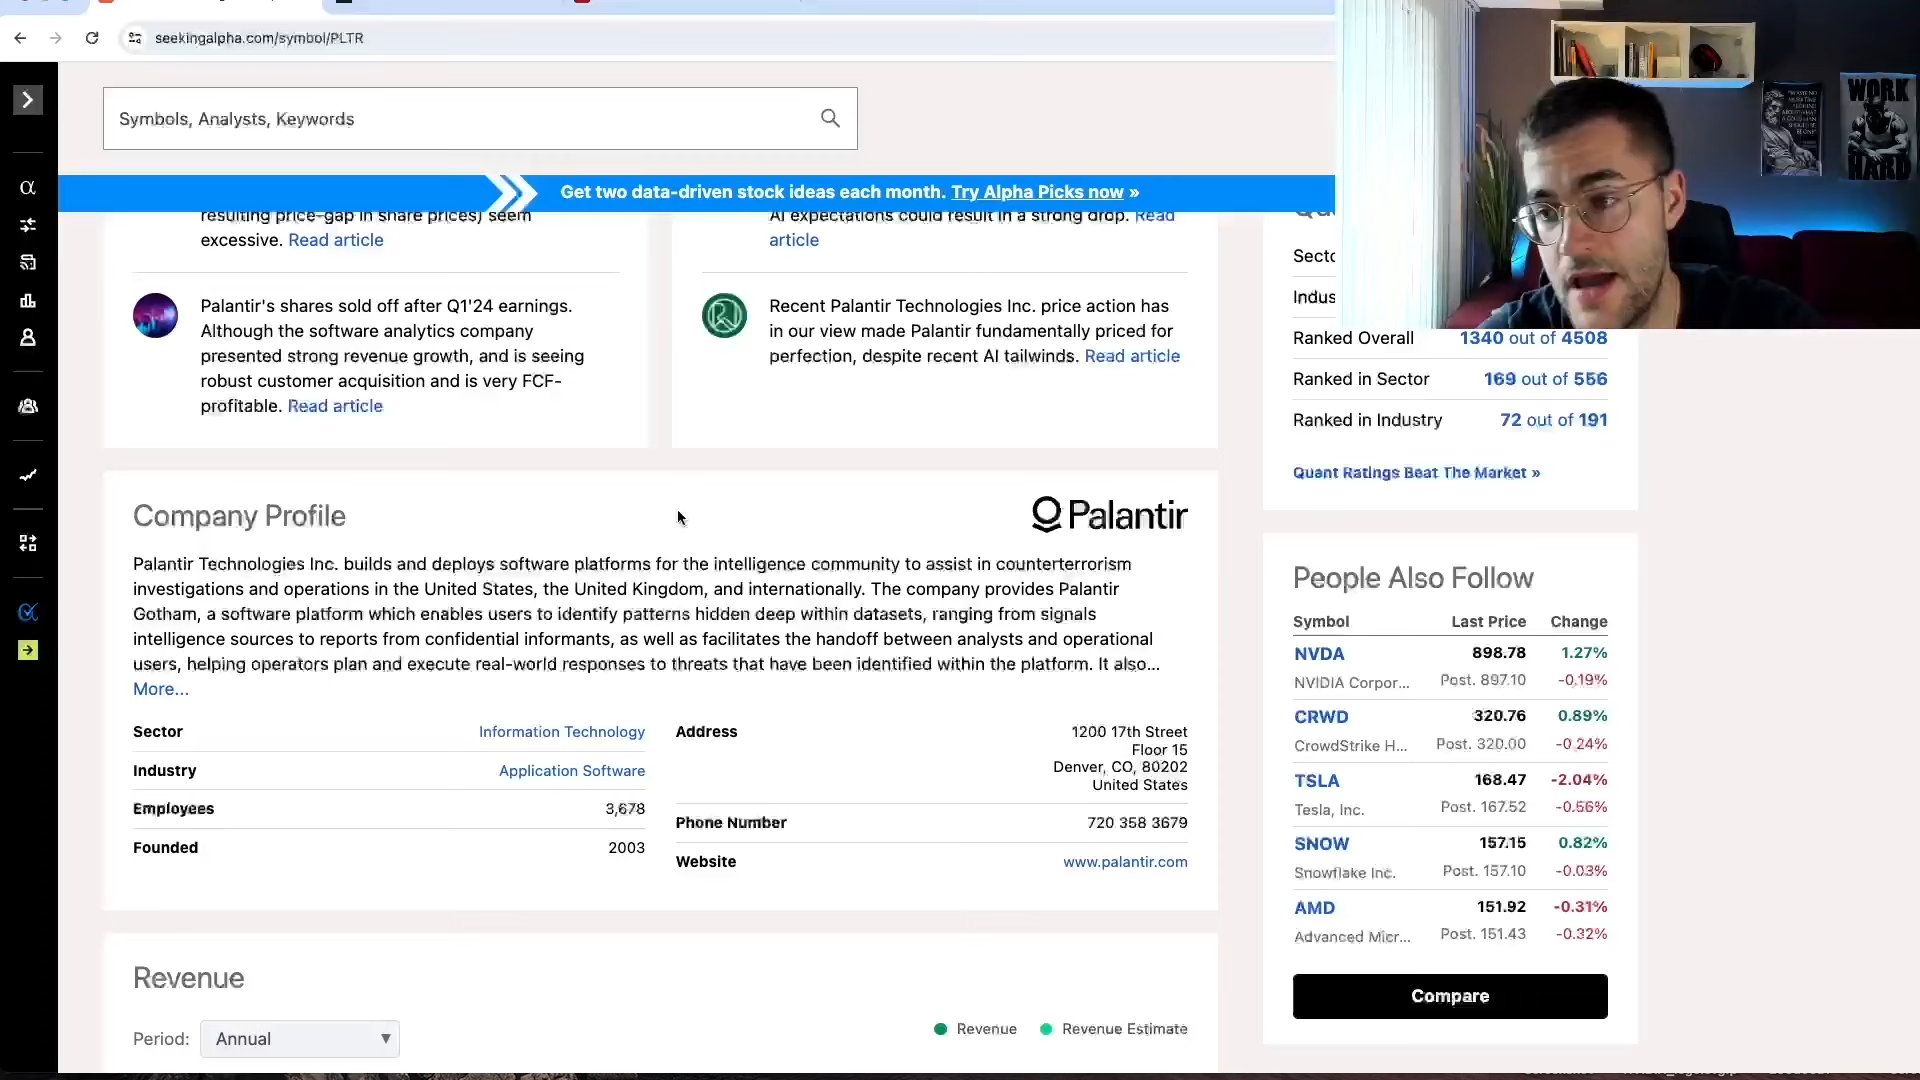 seekingalpha.com/symbol/PLTR
Symbols, Analysts, Keywords
Get two data-driven stock ideas each month. Try Alpha Picks now »
resulting price-gap in share prices) seem
excessive. Read article
AI expectations could result in a strong drop. Read
article
Palantir's shares sold off after Q1'24 earnings.
Although the software analytics company
presented strong revenue growth, and is seeing
robust customer acquisition and is very FCF-
profitable. Read article
Recent Palantir Technologies Inc. price action has
in our view made Palantir fundamentally priced for
perfection, despite recent AI tailwinds. Read article
WORK
HARD
Ranked Overall 1340 out of 4508
Ranked in Sector 169 out of 556
Ranked in Industry 72 out of 191
Quant Ratings Beat The Market »
Company Profile
Palantir
Palantir Technologies Inc. builds and deploys software platforms for the intelligence community to assist in counterterrorism
investigations and operations in the United States, the United Kingdom, and internationally. The company provides Palantir
Gotham, a software platform which enables users to identify patterns hidden deep within datasets, ranging from signals
intelligence sources to reports from confidential informants, as well as facilitates the handoff between analysts and operational
users, helping operators plan and execute real-world responses to threats that have been identified within the platform. It also...
More...
Sector Information Technology
Industry Application Software
Employees 3,678
Founded 2003
Address 1200 17th Street
Floor 15
Denver, CO, 80202
United States
Phone Number 720 358 3679
Website www.palantir.com
People Also Follow
Symbol Last Price Change
NVDA 898.78 1.27%
NVIDIA Corpor... Post. 897.10 -0.19%
CRWD 320.76 0.89%
CrowdStrike H... Post. 320.00 -0.24%
TSLA 168.47 -2.04%
Tesla, Inc. Post. 167.52 -0.56%
SNOW 157.15 0.82%
Snowflake Inc. Post. 157.10 -0.03%
AMD 151.92 -0.31%
Advanced Micr... Post. 151.43 -0.32%
Compare
Revenue
Period: Annual
Revenue Revenue Estimate